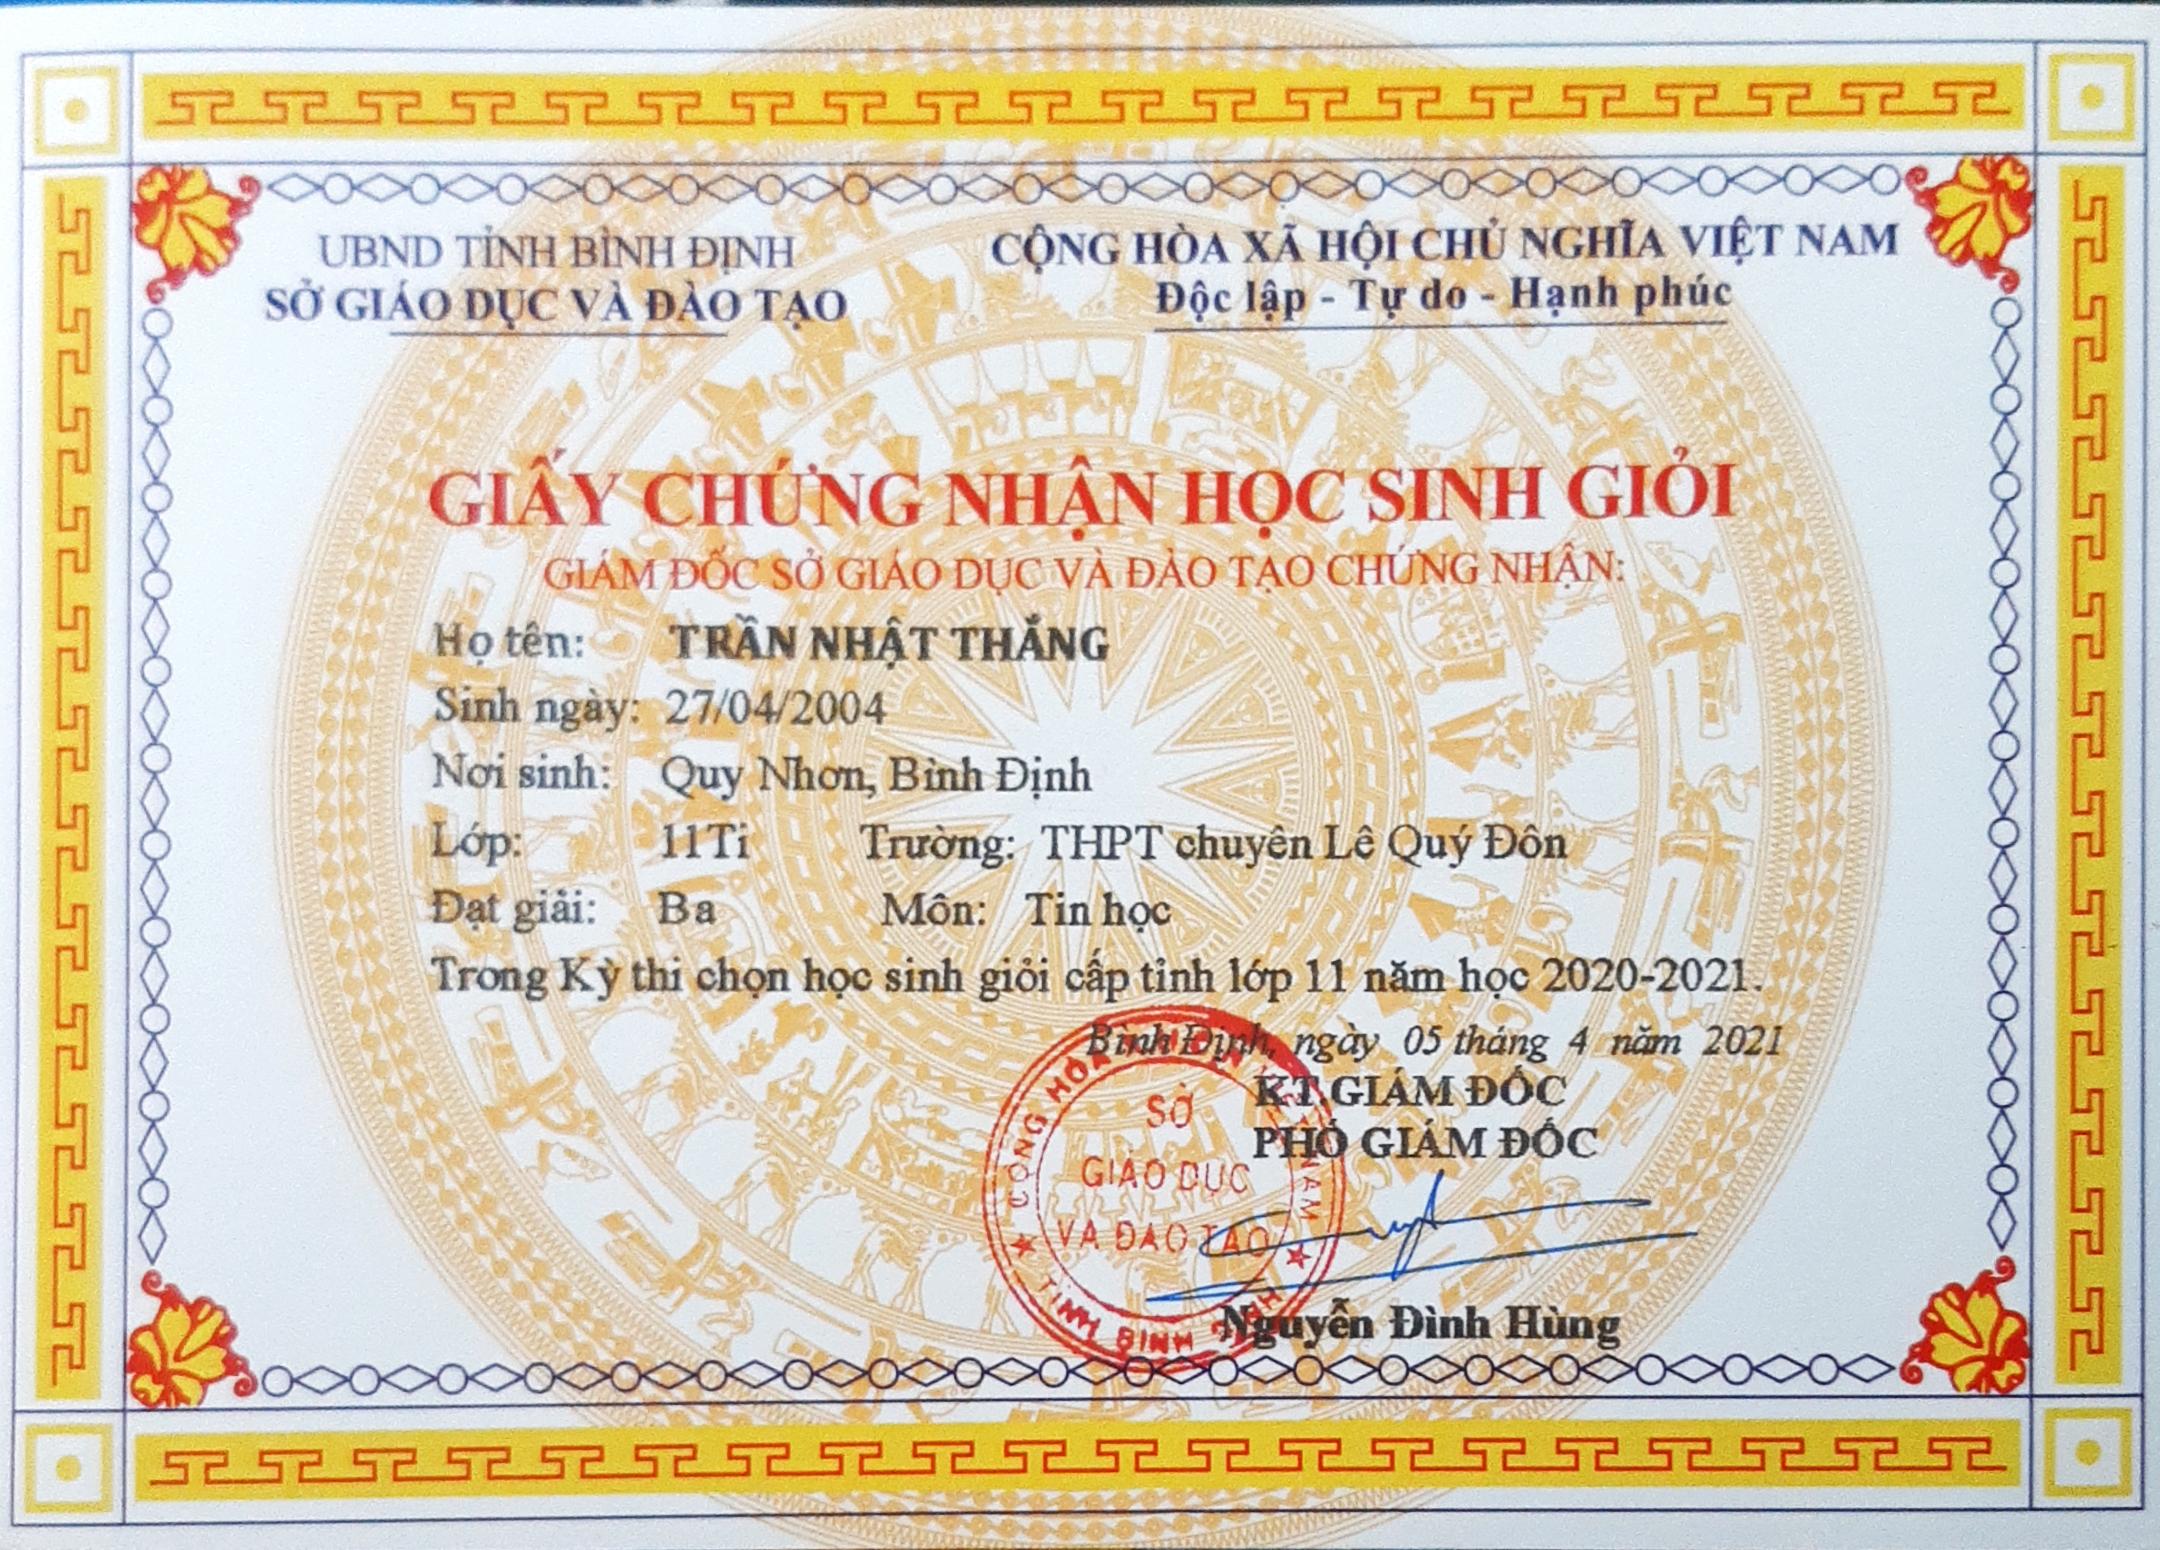 UBND TỈNH BÌNH ĐỊNH
SỞ GIÁO DỤC VÀ ĐÀO TẠO
CỘNG HÒA XÃ HỘI CHỦ NGHĨA VIỆT NAM
Độc lập - Tự do - Hạnh phúc
GIẤY CHỨNG NHẬN HỌC SINH GIỎI
GIÁM ĐỐC SỞ GIÁO DỤC VÀ ĐÀO TẠO CHỨNG NHẬN:
Họ tên: TRẦN NHẬT THẮNG
Sinh ngày: 27/04/2004
Nơi sinh: Quy Nhơn, Bình Định
Lớp: 11Ti Trường: THPT chuyên Lê Quý Đôn
Đạt giải: Ba Môn: Tin học
Trong Kỳ thi chọn học sinh giỏi cấp tỉnh lớp 11 năm học 2020-2021.
Bình Định, ngày 05 tháng 4 năm 2021
KT.GIÁM ĐỐC
PHÓ GIÁM ĐỐC
SỞ
GIÁO DỤC
VÀ ĐÀO TẠO
CỘNG HÒA VIỆT NAM
TỈNH BÌNH
Nguyễn Đình Hùng